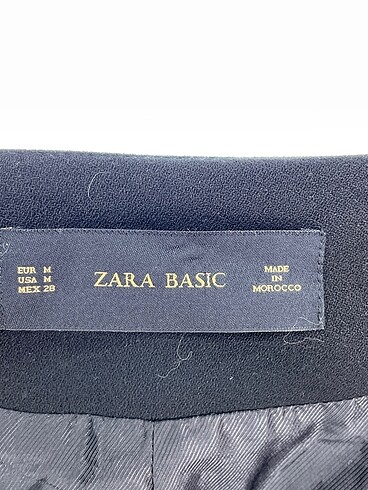 EUR M
USA M
MEX 28
ZARA BASIC
MADE
IN
MOROCCO